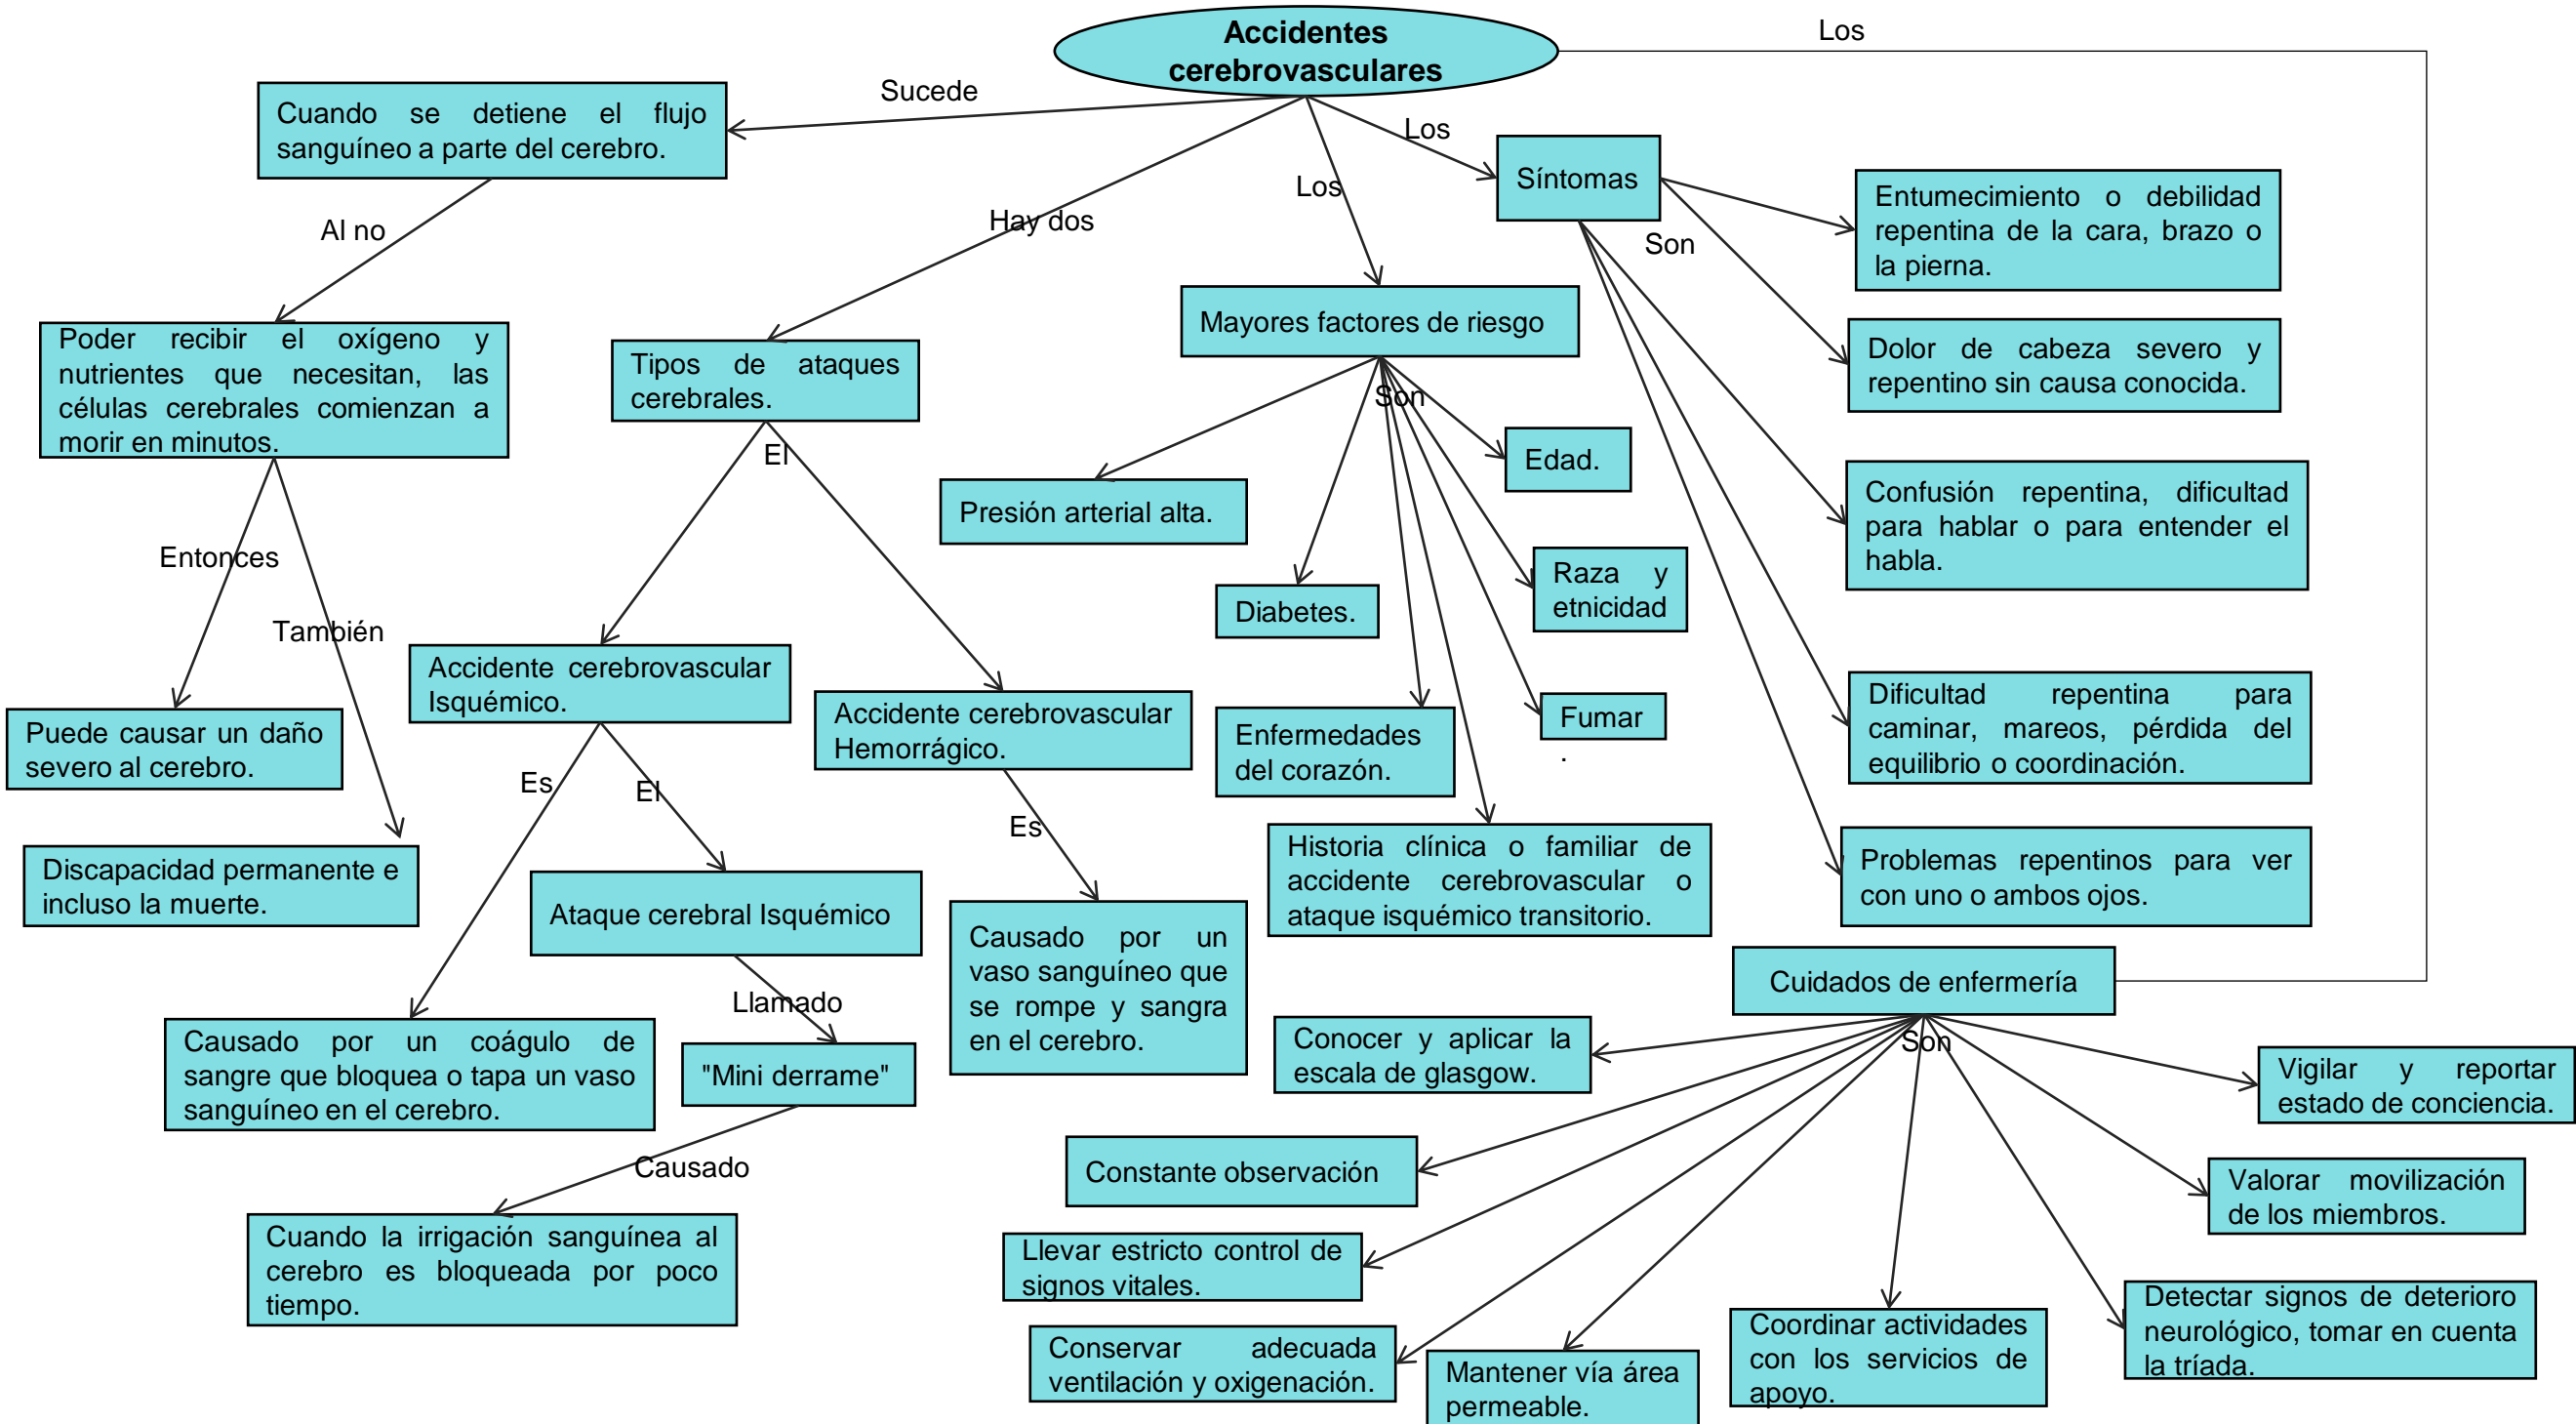 Accidentes
cerebrovasculares
Los
Sucede
Cuando se detiene el flujo
sanguíneo a parte del cerebro.
Al no
Poder recibir el oxígeno y
nutrientes que necesitan, las
células cerebrales comienzan a
morir en minutos.
Entonces
También
Puede causar un daño
severo al cerebro.
Discapacidad permanente e
incluso la muerte.
Hay dos
Tipos de ataques
cerebrales.
El
Accidente cerebrovascular
Isquémico.
Accidente cerebrovascular
Hemorrágico.
Es
El
Es
Causado por un coágulo de
sangre que bloquea o tapa un vaso
sanguíneo en el cerebro.
Ataque cerebral Isquémico
Llamado
"Mini derrame"
Causado
Cuando la irrigación sanguínea al
cerebro es bloqueada por poco
tiempo.
Causado por un
vaso sanguíneo que
se rompe y sangra
en el cerebro.
Los
Mayores factores de riesgo
Son
Presión arterial alta.
Diabetes.
Enfermedades
del corazón.
Historia clínica o familiar de
accidente cerebrovascular o
ataque isquémico transitorio.
Fumar
.
Raza y
etnicidad
Edad.
Los
Síntomas
Son
Entumecimiento o debilidad
repentina de la cara, brazo o
la pierna.
Dolor de cabeza severo y
repentino sin causa conocida.
Confusión repentina, dificultad
para hablar o para entender el
habla.
Dificultad repentina para
caminar, mareos, pérdida del
equilibrio o coordinación.
Problemas repentinos para ver
con uno o ambos ojos.
Cuidados de enfermería
Son
Conocer y aplicar la
escala de glasgow.
Constante observación
Llevar estricto control de
signos vitales.
Conservar adecuada
ventilación y oxigenación.
Mantener vía área
permeable.
Coordinar actividades
con los servicios de
apoyo.
Detectar signos de deterioro
neurológico, tomar en cuenta
la tríada.
Valorar movilización
de los miembros.
Vigilar y reportar
estado de conciencia.